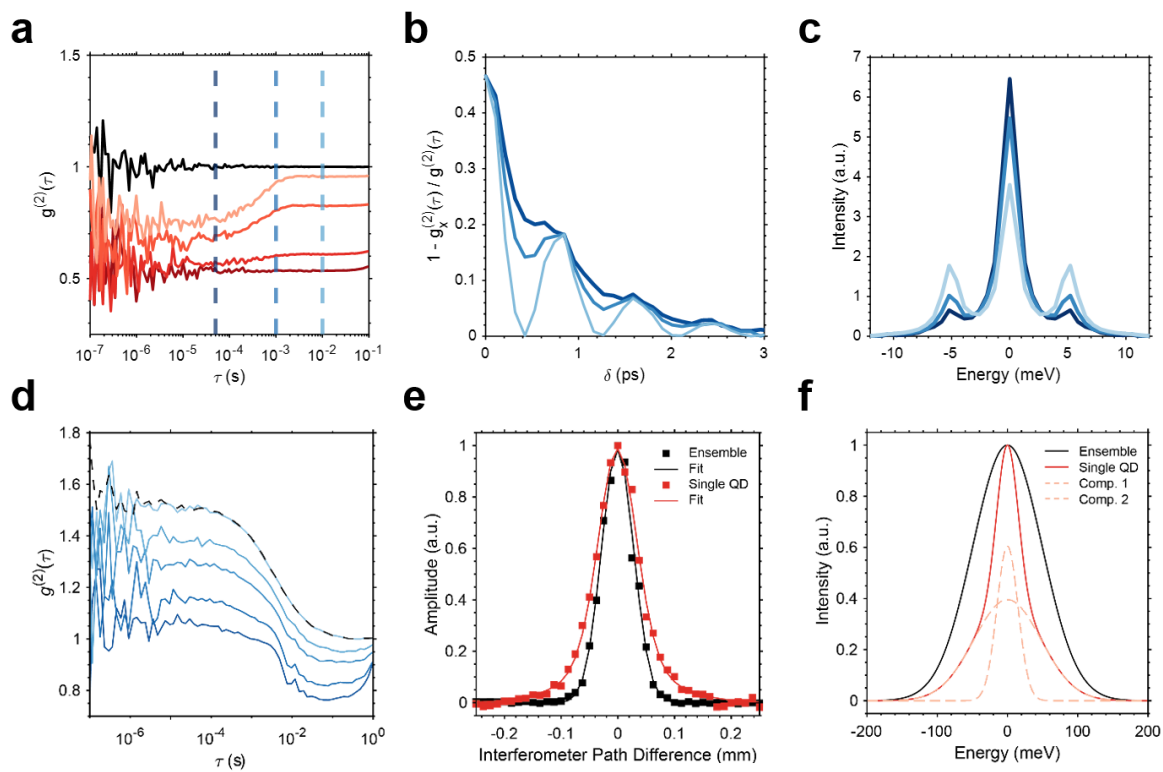 a
1.5
1
0.5
g(2)(τ)
10-7 10-6 10-5 10-4 10-3 10-2 10-1
τ (s)
b
0.5
0.4
0.3
0.2
0.1
0
1 - gx(2)(τ) / g(2)(τ)
0 1 2 3
δ (ps)
c
7
6
5
4
3
2
1
0
Intensity (a.u.)
-10 -5 0 5 10
Energy (meV)
d
1.8
1.6
1.4
1.2
1
0.8
g(2)(τ)
10-6 10-4 10-2 100
τ (s)
e
1
0.8
0.6
0.4
0.2
0
Amplitude (a.u.)
Ensemble
Fit
Single QD
Fit
-0.2 -0.1 0 0.1 0.2
Interferometer Path Difference (mm)
f
1.0
0.8
0.6
0.4
0.2
0
Intensity (a.u.)
Ensemble
Single QD
Comp. 1
Comp. 2
-200 -100 0 100 200
Energy (meV)